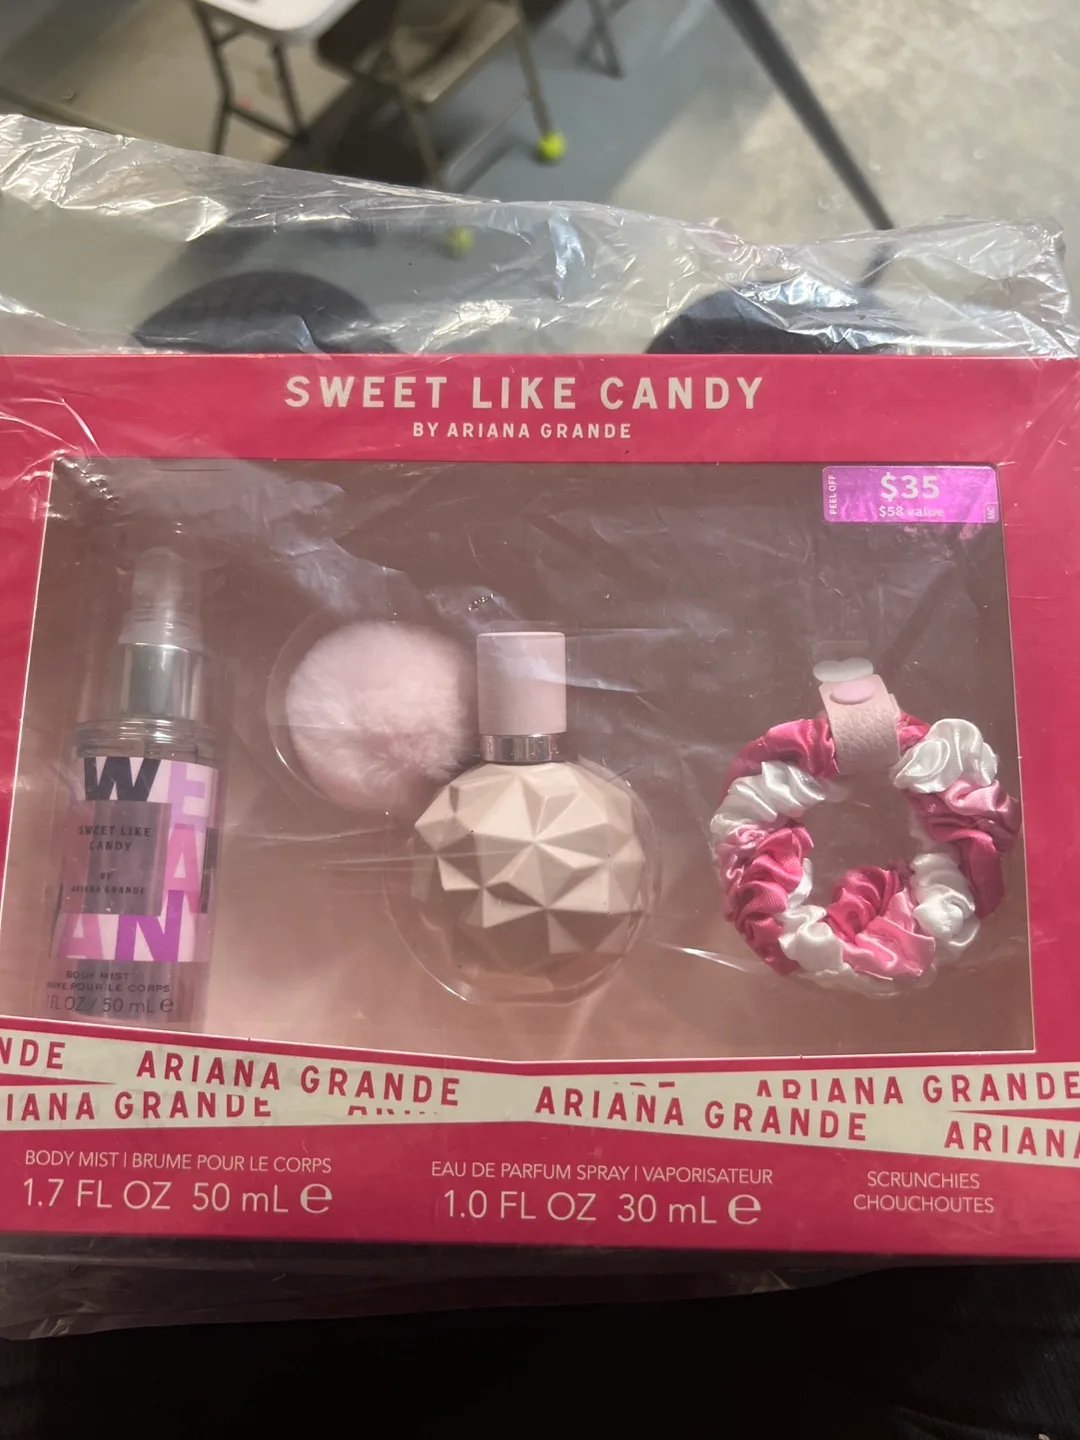 SWEET LIKE CANDY
BY ARIANA GRANDE
PEEL OFF
$35
$58 value
SWEET LIKE
CANDY
BY
ARIANA GRANDE
BODY MIST
POUR LE CORPS
FL OZ / 50 mL e
NDE ARIANA GRANDE ARIANA GRANDE
IANA GRANDE ARIANA GRANDE ARIANA
BODY MIST | BRUME POUR LE CORPS
1.7 FL OZ 50 mL e
EAU DE PARFUM SPRAY | VAPORISATEUR
1.0 FL OZ 30 mL e
SCRUNCHIES
CHOUCHOUTES